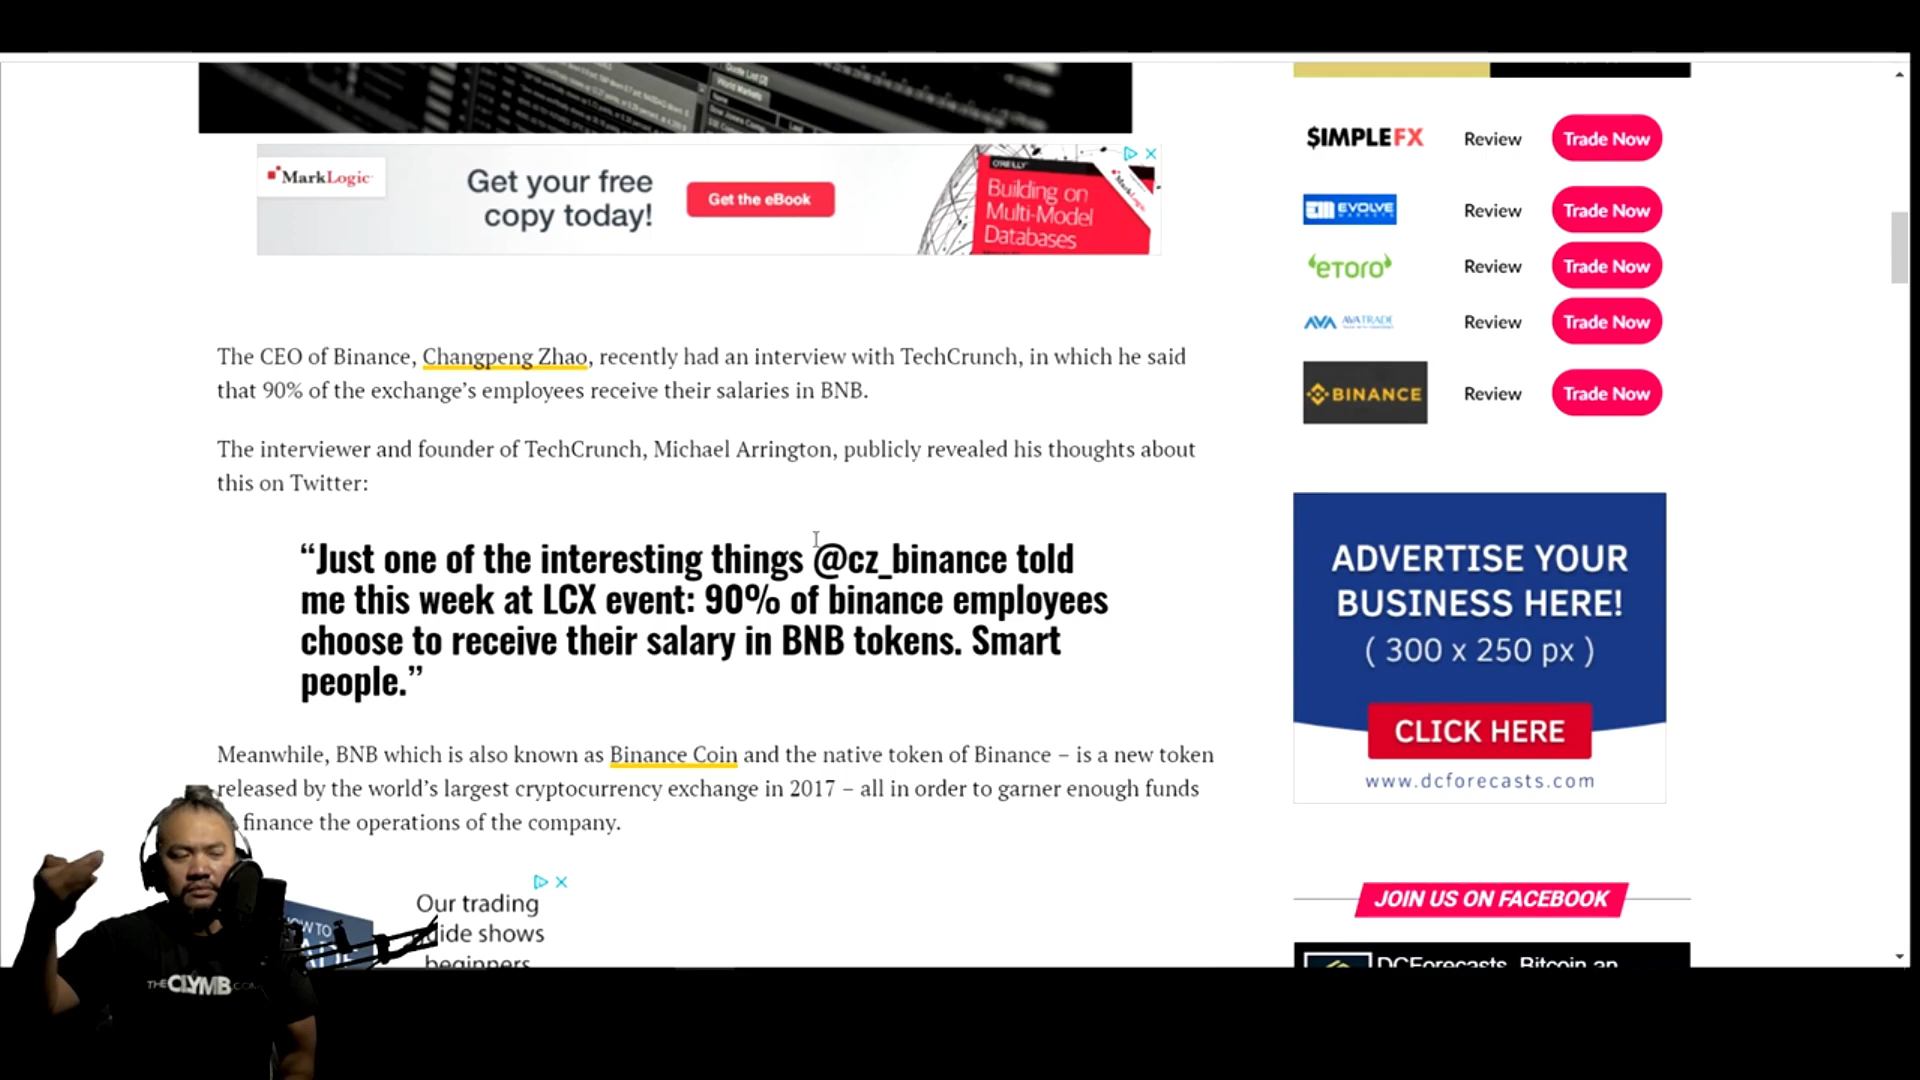 Quote List [2]
World Markets
MarkLogic
Get your free
copy today!
Get the eBook
O'REILLY
Building on
Multi-Model
Databases
MarkLogic
The CEO of Binance, Changpeng Zhao, recently had an interview with TechCrunch, in which he said
that 90% of the exchange's employees receive their salaries in BNB.
The interviewer and founder of TechCrunch, Michael Arrington, publicly revealed his thoughts about
this on Twitter:
“Just one of the interesting things @cz_binance told
me this week at LCX event: 90% of binance employees
choose to receive their salary in BNB tokens. Smart
people.”
Meanwhile, BNB which is also known as Binance Coin and the native token of Binance – is a new token
released by the world's largest cryptocurrency exchange in 2017 – all in order to garner enough funds
finance the operations of the company.
Our trading
guide shows
beginners
THE CLYMB.COM
$IMPLEFX Review Trade Now
EVOLVE MARKETS Review Trade Now
eToro Review Trade Now
AVA AVATRADE Review Trade Now
BINANCE Review Trade Now
ADVERTISE YOUR
BUSINESS HERE!
( 300 x 250 px )
CLICK HERE
www.dcforecasts.com
JOIN US ON FACEBOOK
DCForecasts, Bitcoin an